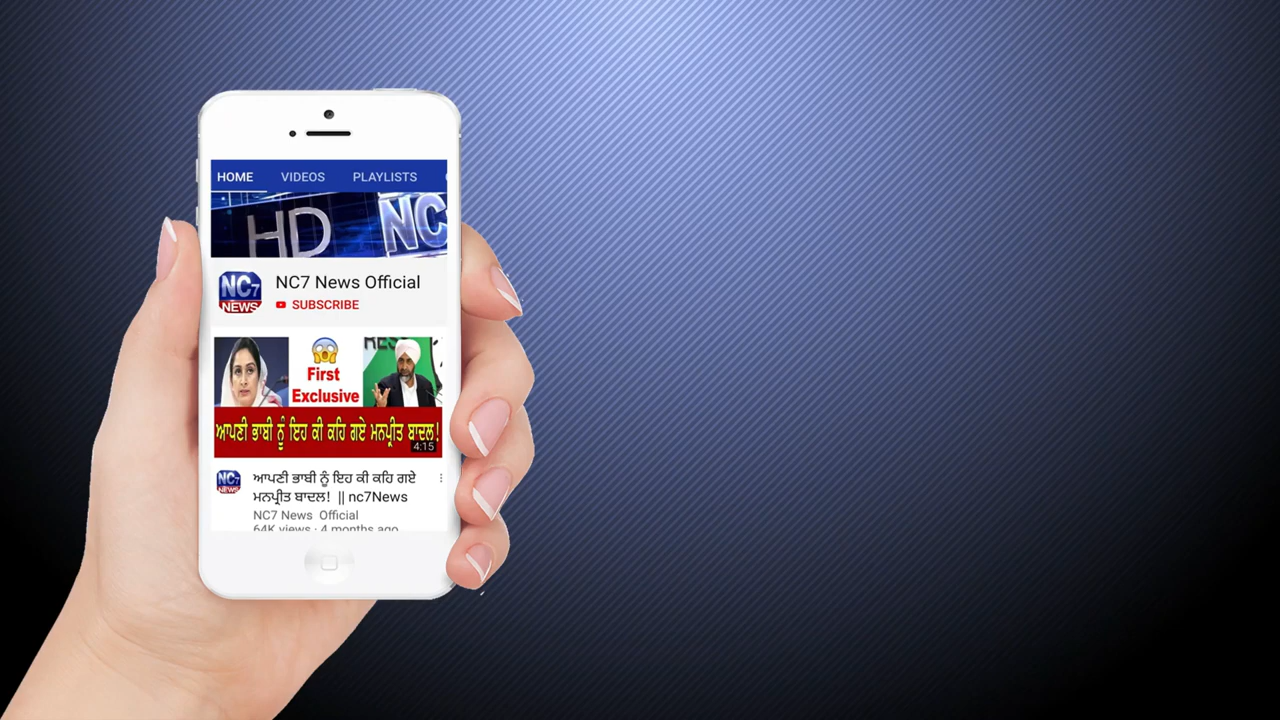 HOME VIDEOS PLAYLISTS
HD NC
NC7 NEWS
NC7 News Official
SUBSCRIBE
First
Exclusive
ਆਪਣੀ ਭਾਬੀ ਨੂੰ ਇਹ ਕੀ ਕਹਿ ਗਏ ਮਨਪ੍ਰੀਤ ਬਾਦਲ!
4:15
NC7 NEWS
ਆਪਣੀ ਭਾਬੀ ਨੂੰ ਇਹ ਕੀ ਕਹਿ ਗਏ
ਮਨਪ੍ਰੀਤ ਬਾਦਲ! || nc7News
NC7 News Official
64K views · 4 months ago